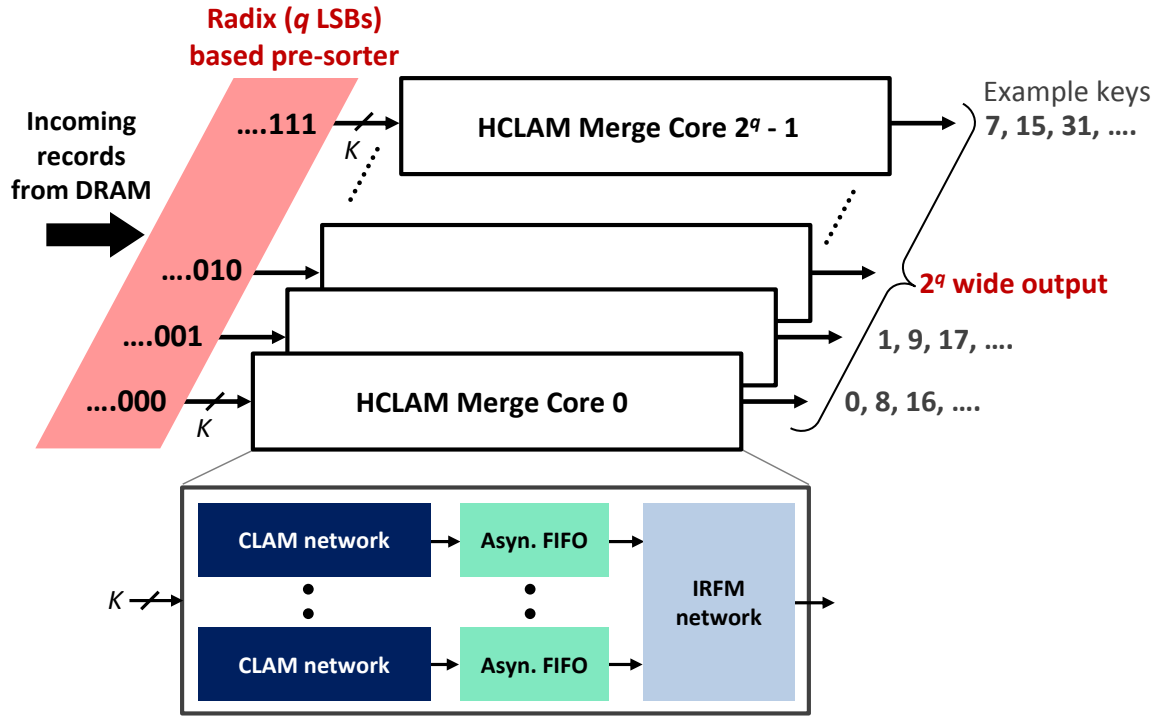 Radix (q LSBs)
based pre-sorter
Incoming
records
from DRAM
....111
K
HCLAM Merge Core 2^q - 1
Example keys
7, 15, 31, ....
....010
2^q wide output
....001
1, 9, 17, ....
....000
K
HCLAM Merge Core 0
0, 8, 16, ....
CLAM network
Asyn. FIFO
K
IRFM
network
CLAM network
Asyn. FIFO